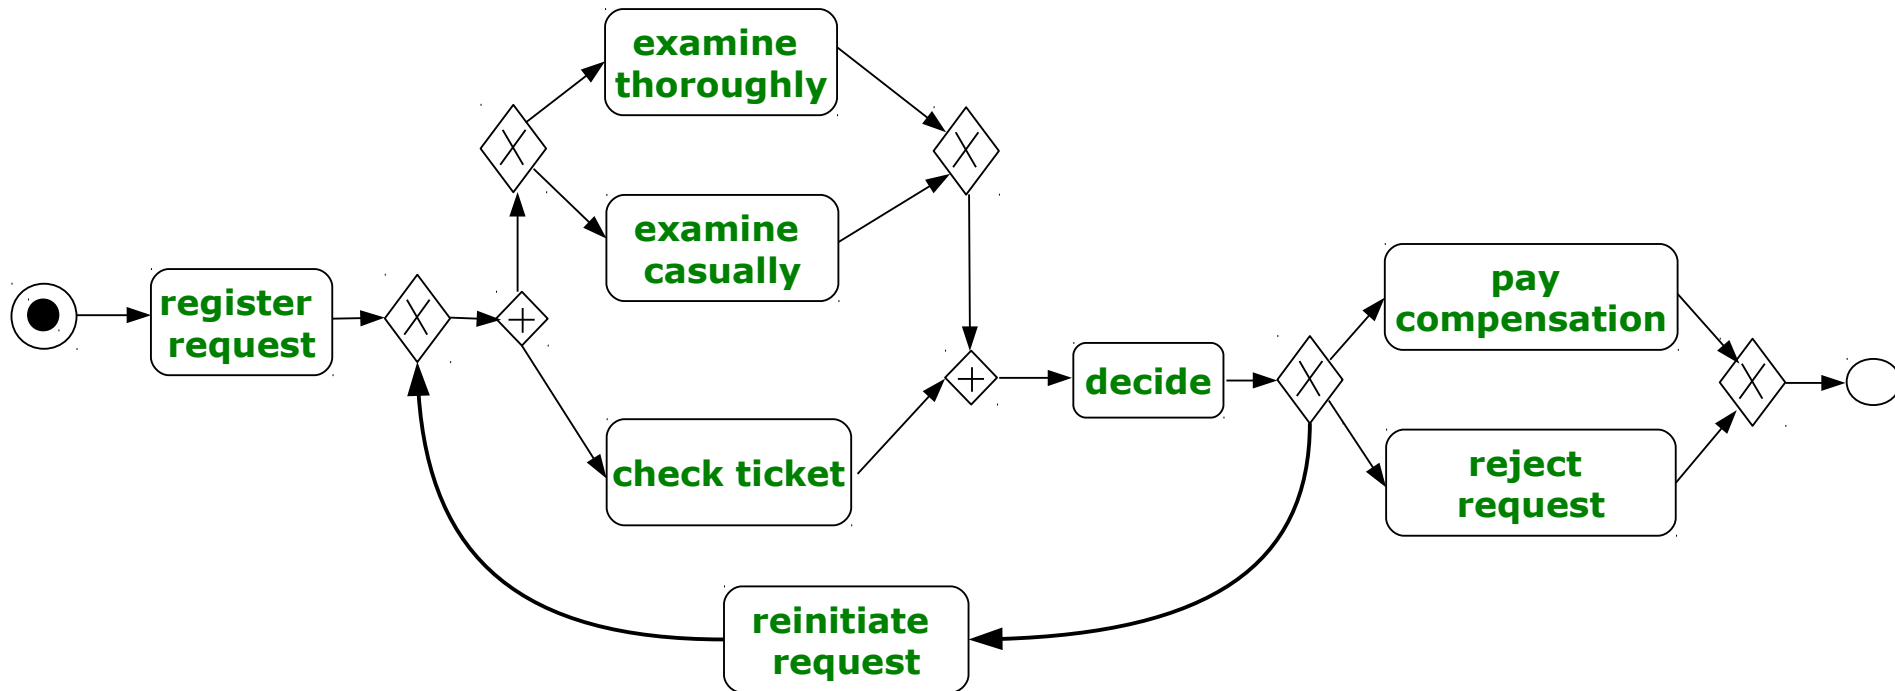 examine
thoroughly
examine
casually
register
request
check ticket
decide
pay
compensation
reject
request
reinitiate
request